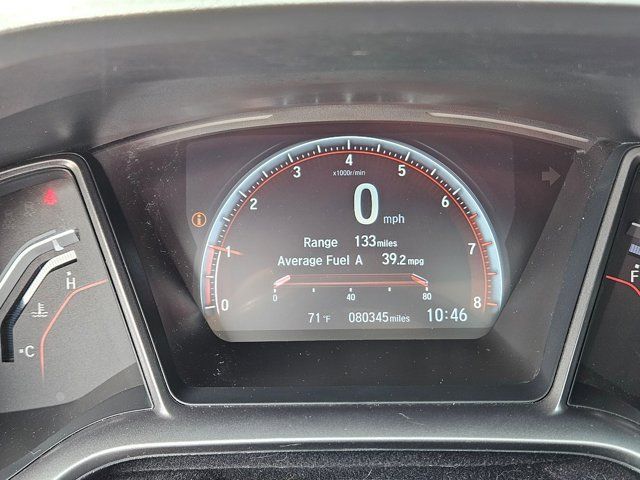 4
3 5
x1000r/min
2 0 mph 6
Range 133 miles
1 7
Average Fuel A 39.2 mpg
0 40 80
0 8
71 °F 080345 miles 10:46
H
C
F